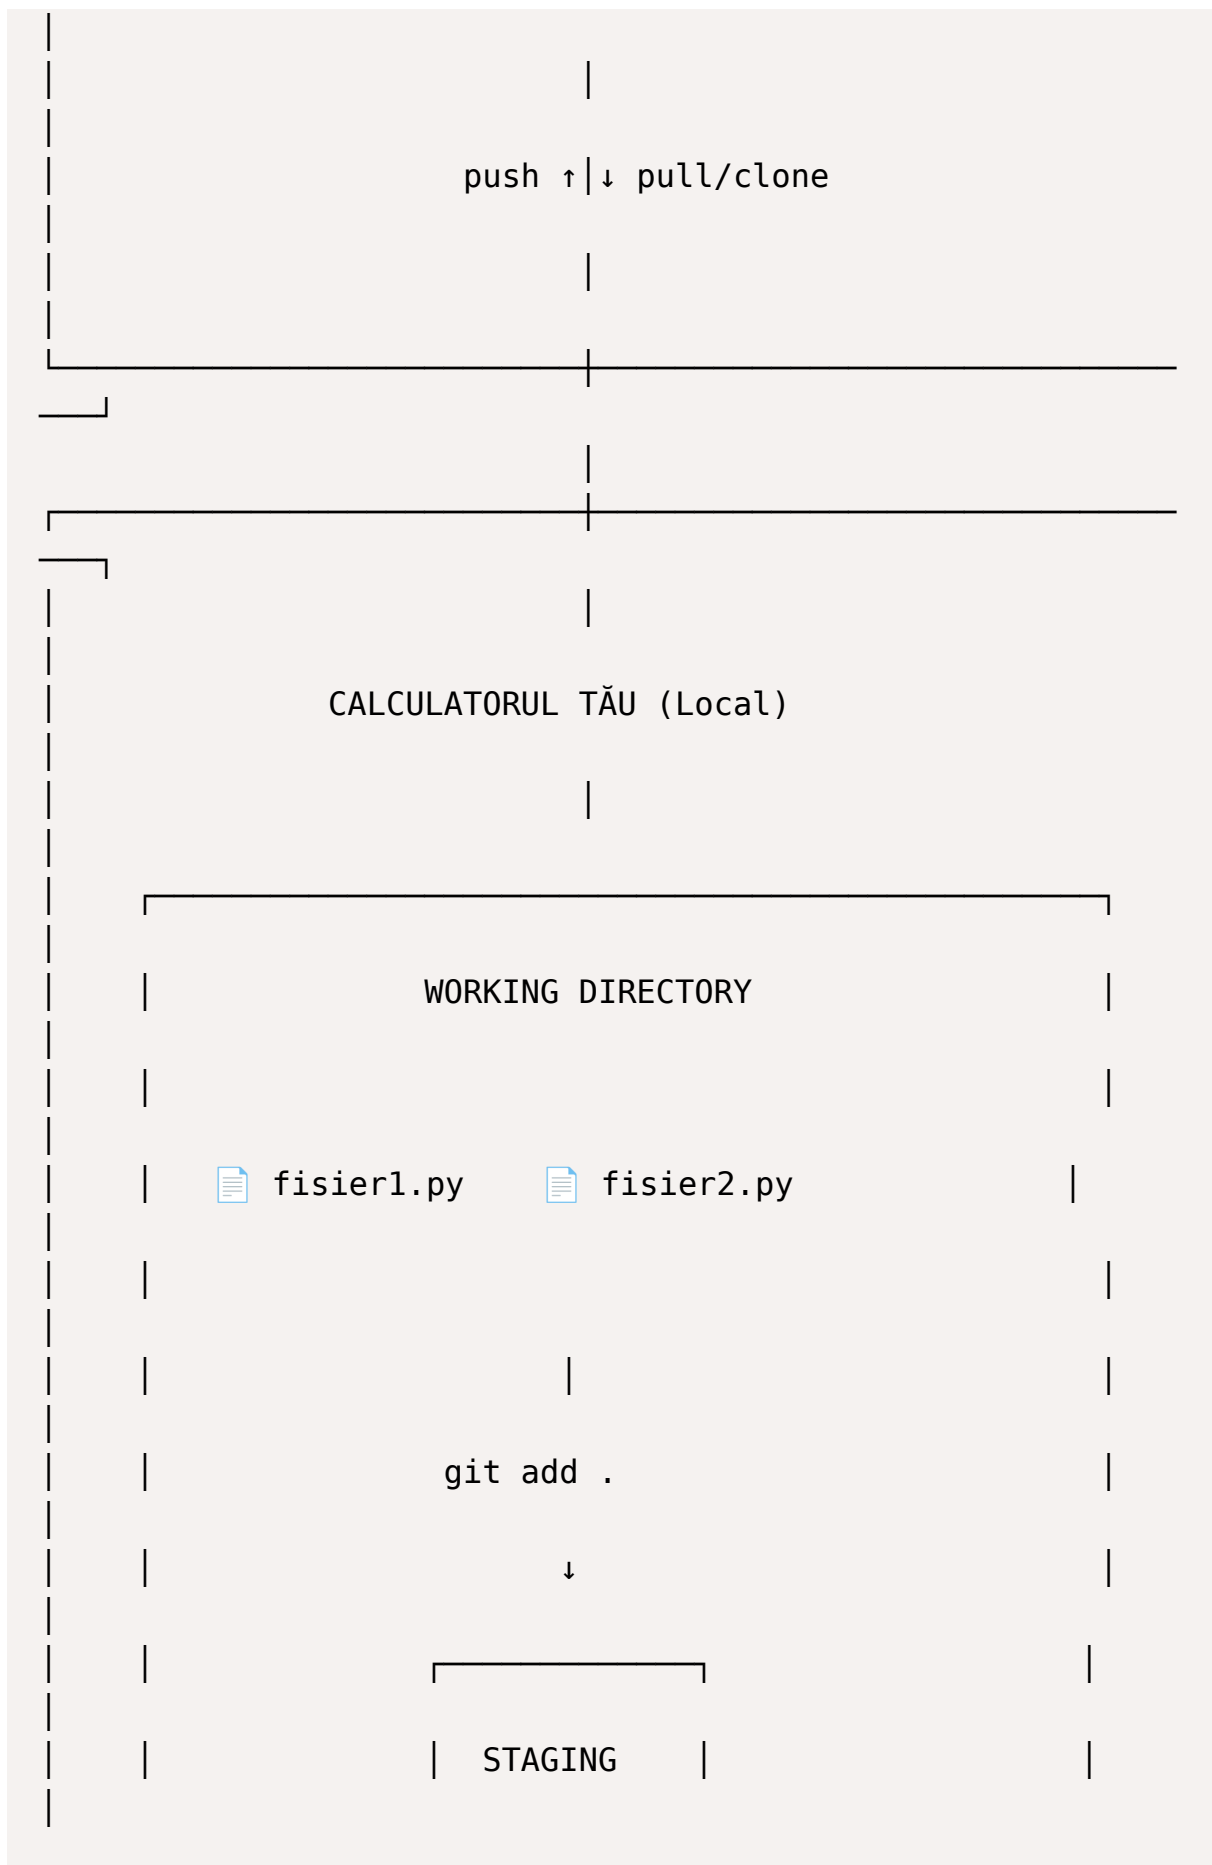 push ↑│↓ pull/clone
CALCULATORUL TĂU (Local)
WORKING DIRECTORY
📄 fisier1.py 📄 fisier2.py
git add .
↓
STAGING